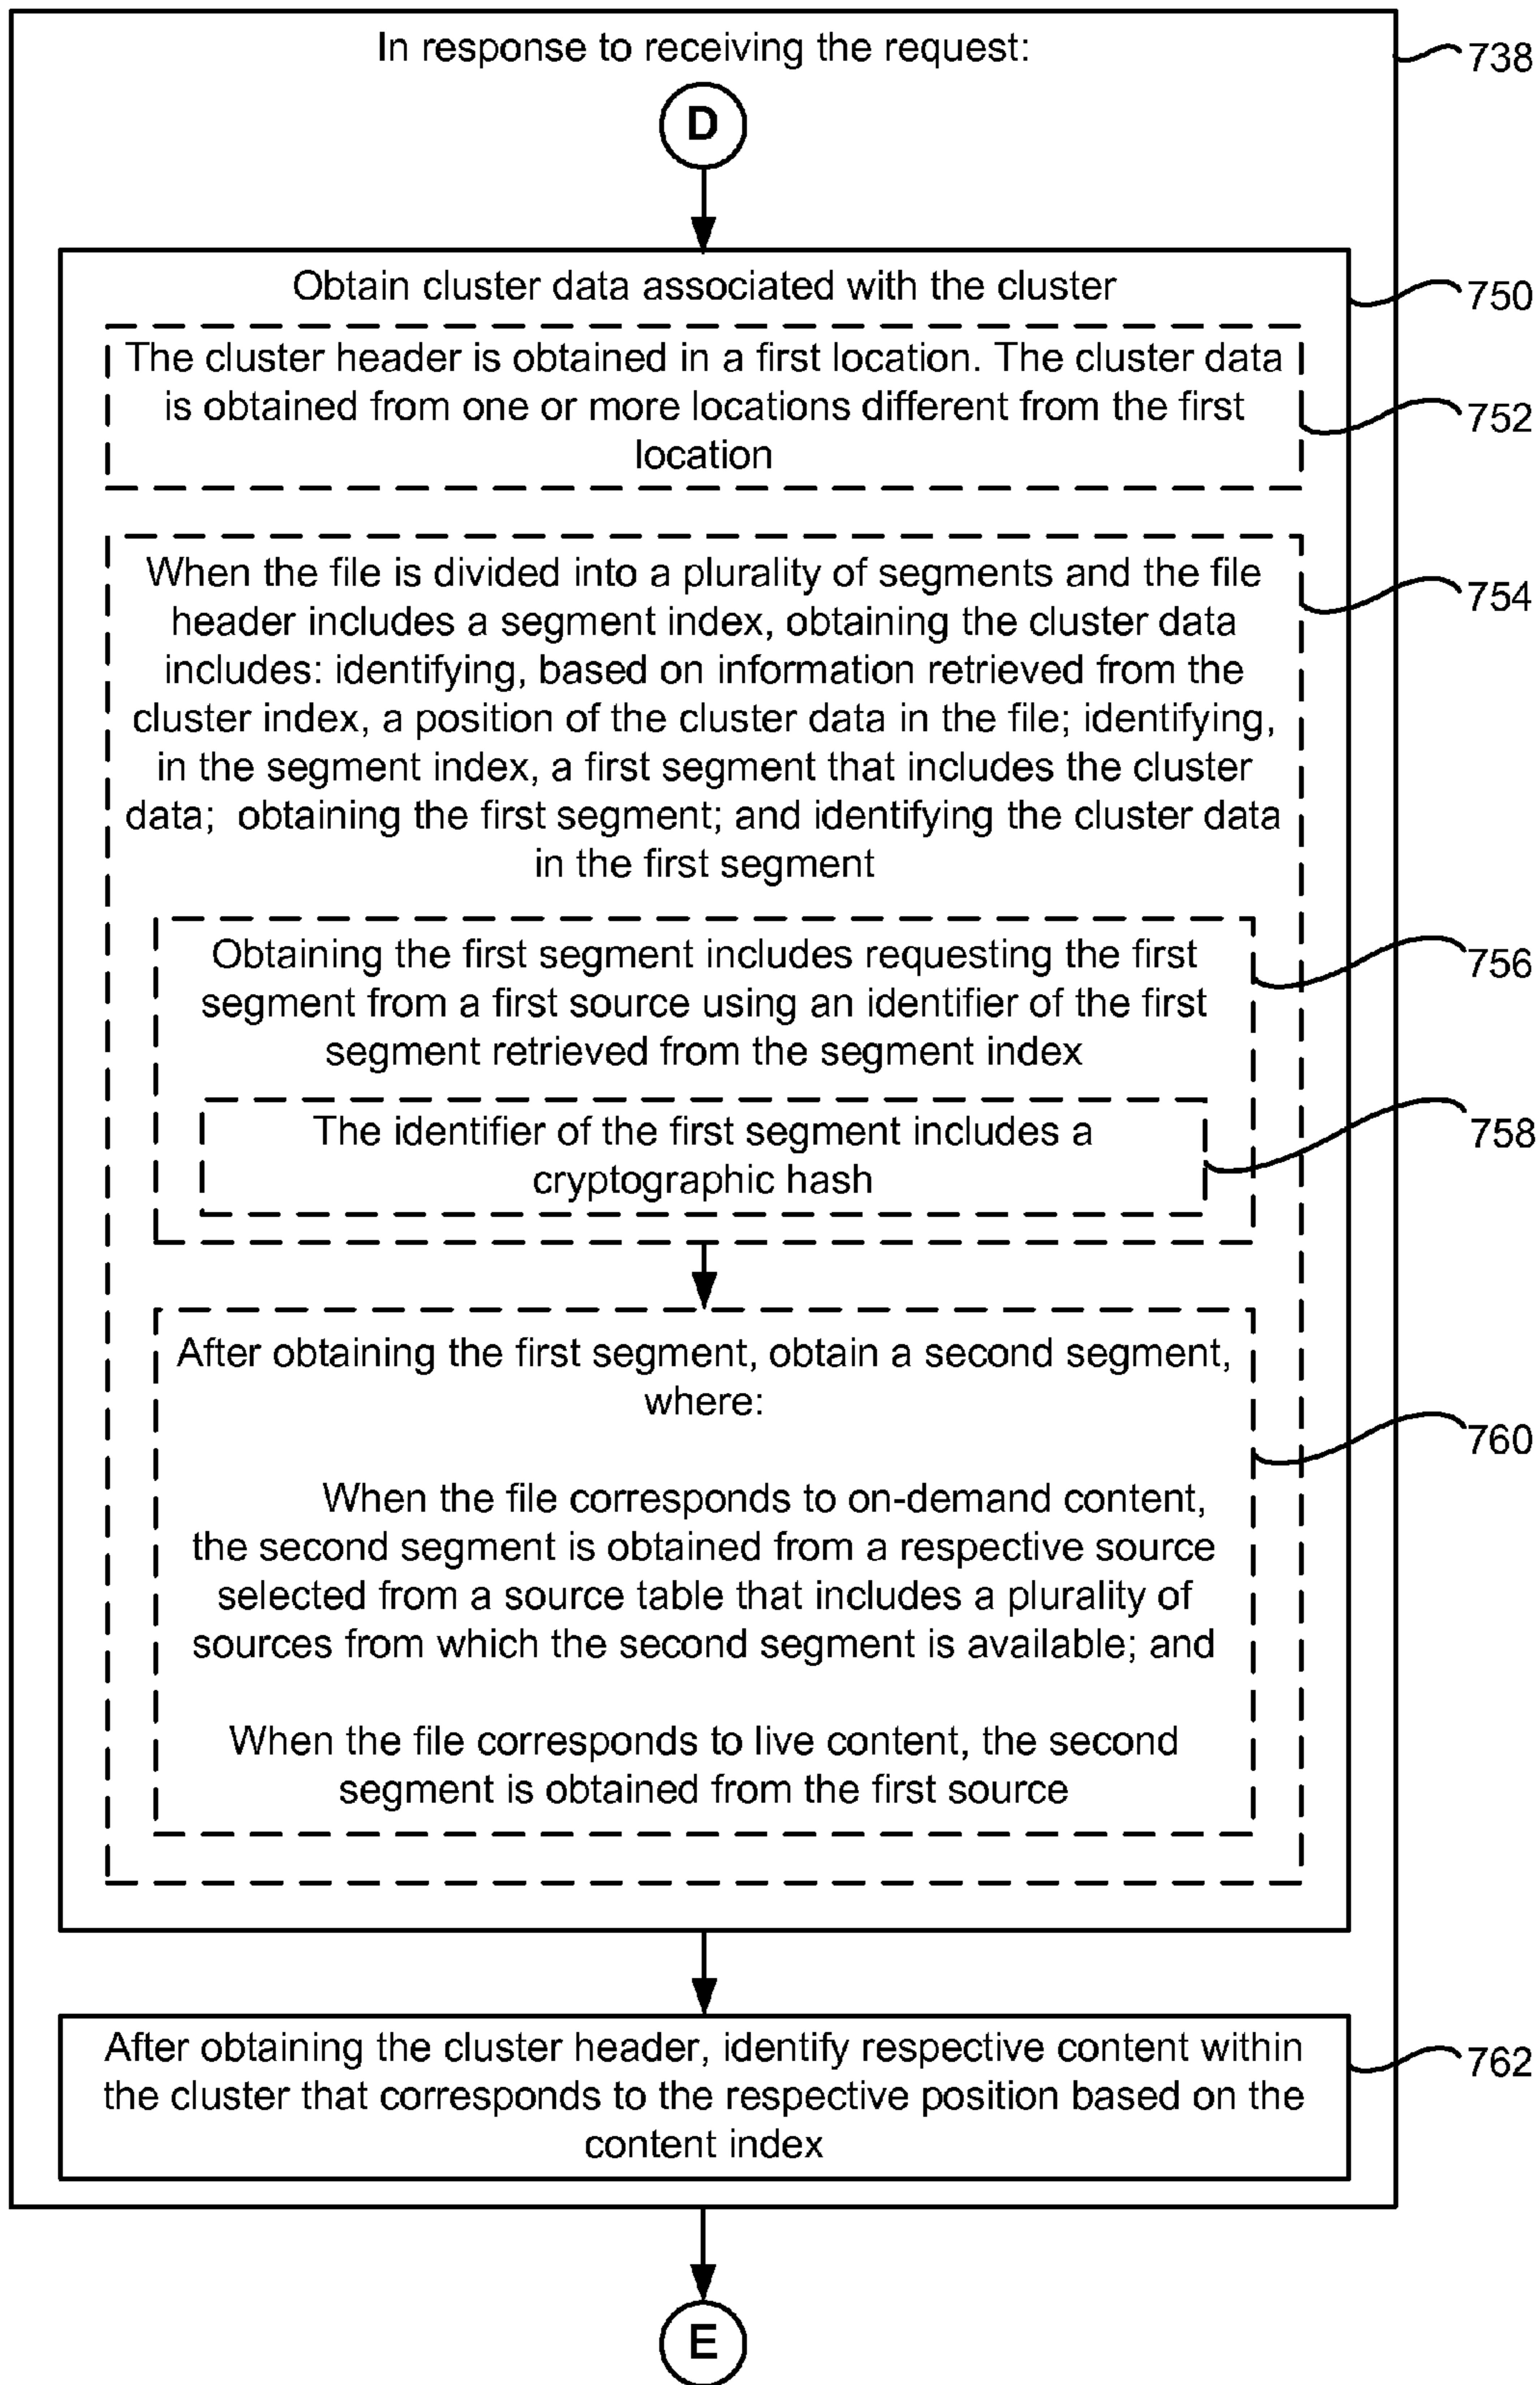 In response to receiving the request:
738
D
Obtain cluster data associated with the cluster
750
The cluster header is obtained in a first location. The cluster data
is obtained from one or more locations different from the first
location
752
When the file is divided into a plurality of segments and the file
header includes a segment index, obtaining the cluster data
includes: identifying, based on information retrieved from the
cluster index, a position of the cluster data in the file; identifying,
in the segment index, a first segment that includes the cluster
data;  obtaining the first segment; and identifying the cluster data
in the first segment
754
Obtaining the first segment includes requesting the first
segment from a first source using an identifier of the first
segment retrieved from the segment index
756
The identifier of the first segment includes a
cryptographic hash
758
After obtaining the first segment, obtain a second segment,
where:
760
When the file corresponds to on-demand content,
the second segment is obtained from a respective source
selected from a source table that includes a plurality of
sources from which the second segment is available; and
When the file corresponds to live content, the second
segment is obtained from the first source
After obtaining the cluster header, identify respective content within
the cluster that corresponds to the respective position based on the
content index
762
E